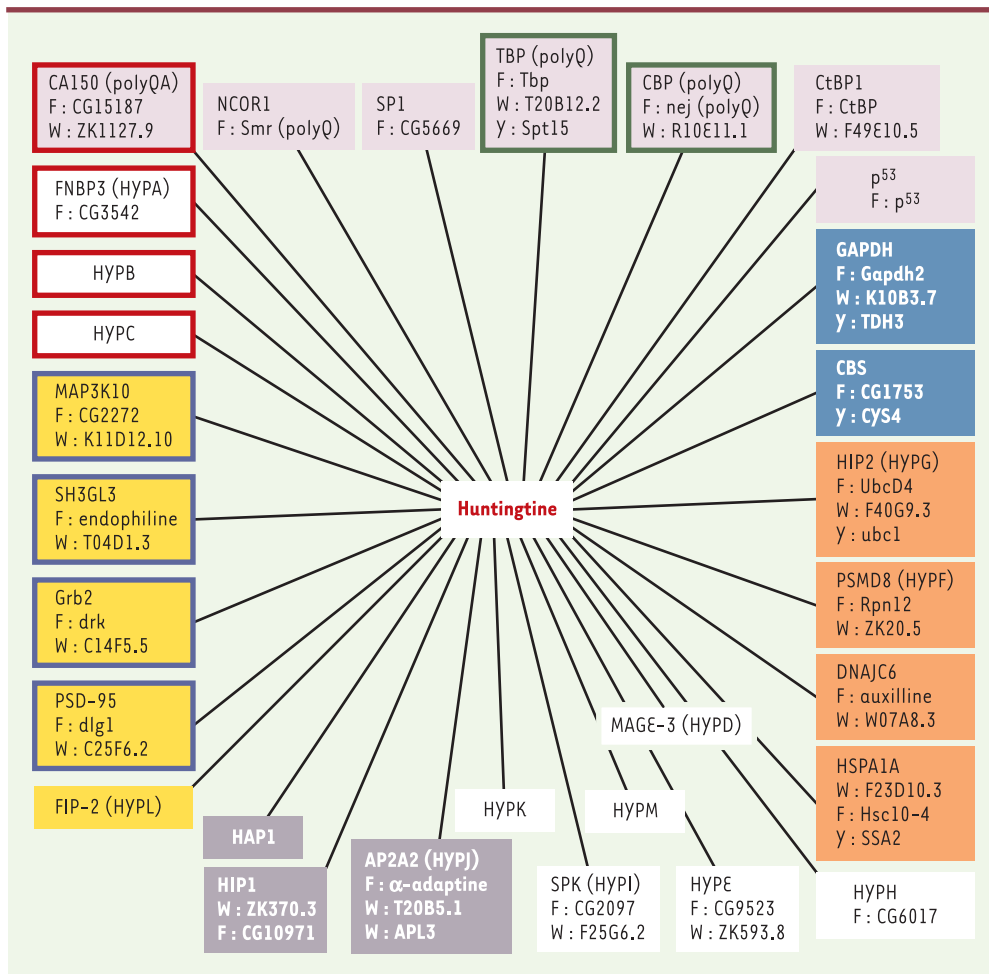 CA150 (polyQA)
F : CG15187
W : ZK1127.9
NCOR1
F : Smr (polyQ)
SP1
F : CG5669
TBP (polyQ)
F : Tbp
W : T20B12.2
y : Spt15
CBP (polyQ)
F : nej (polyQ)
W : R10E11.1
CtBP1
F : CtBP
W : F49E10.5
p53
F : p53
FNBP3 (HYPA)
F : CG3542
HYPB
HYPC
GAPDH
F : Gapdh2
W : K10B3.7
y : TDH3
CBS
F : CG1753
y : CYS4
MAP3K10
F : CG2272
W : K11D12.10
SH3GL3
F : endophiline
W : T04D1.3
Huntingtine
HIP2 (HYPG)
F : UbcD4
W : F40G9.3
y : ubc1
Grb2
F : drk
W : C14F5.5
PSMD8 (HYPF)
F : Rpn12
W : ZK20.5
PSD-95
F : dlg1
W : C25F6.2
DNAJC6
F : auxilline
W : W07A8.3
MAGE-3 (HYPD)
FIP-2 (HYPL)
HSPA1A
W : F23D10.3
F : Hsc10-4
y : SSA2
HYPK
HYPM
HAP1
HIP1
W : ZK370.3
F : CG10971
AP2A2 (HYPJ)
F : α-adaptine
W : T20B5.1
W : APL3
SPK (HYPI)
F : CG2097
W : F25G6.2
HYPE
F : CG9523
W : ZK593.8
HYPH
F : CG6017